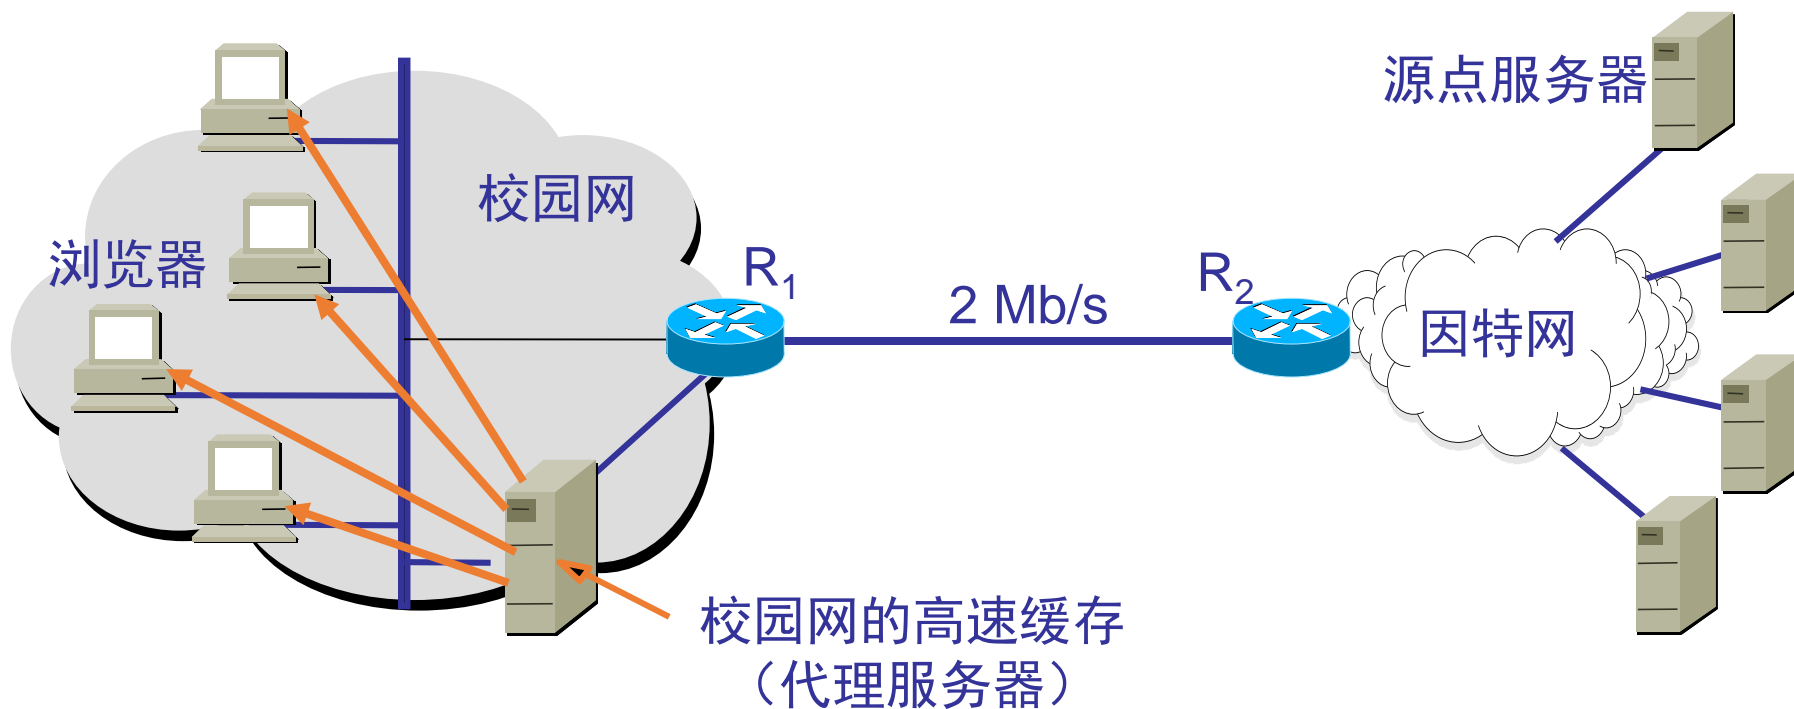 源点服务器
校园网
浏览器
R1
2 Mb/s
R2
因特网
校园网的高速缓存
（代理服务器）